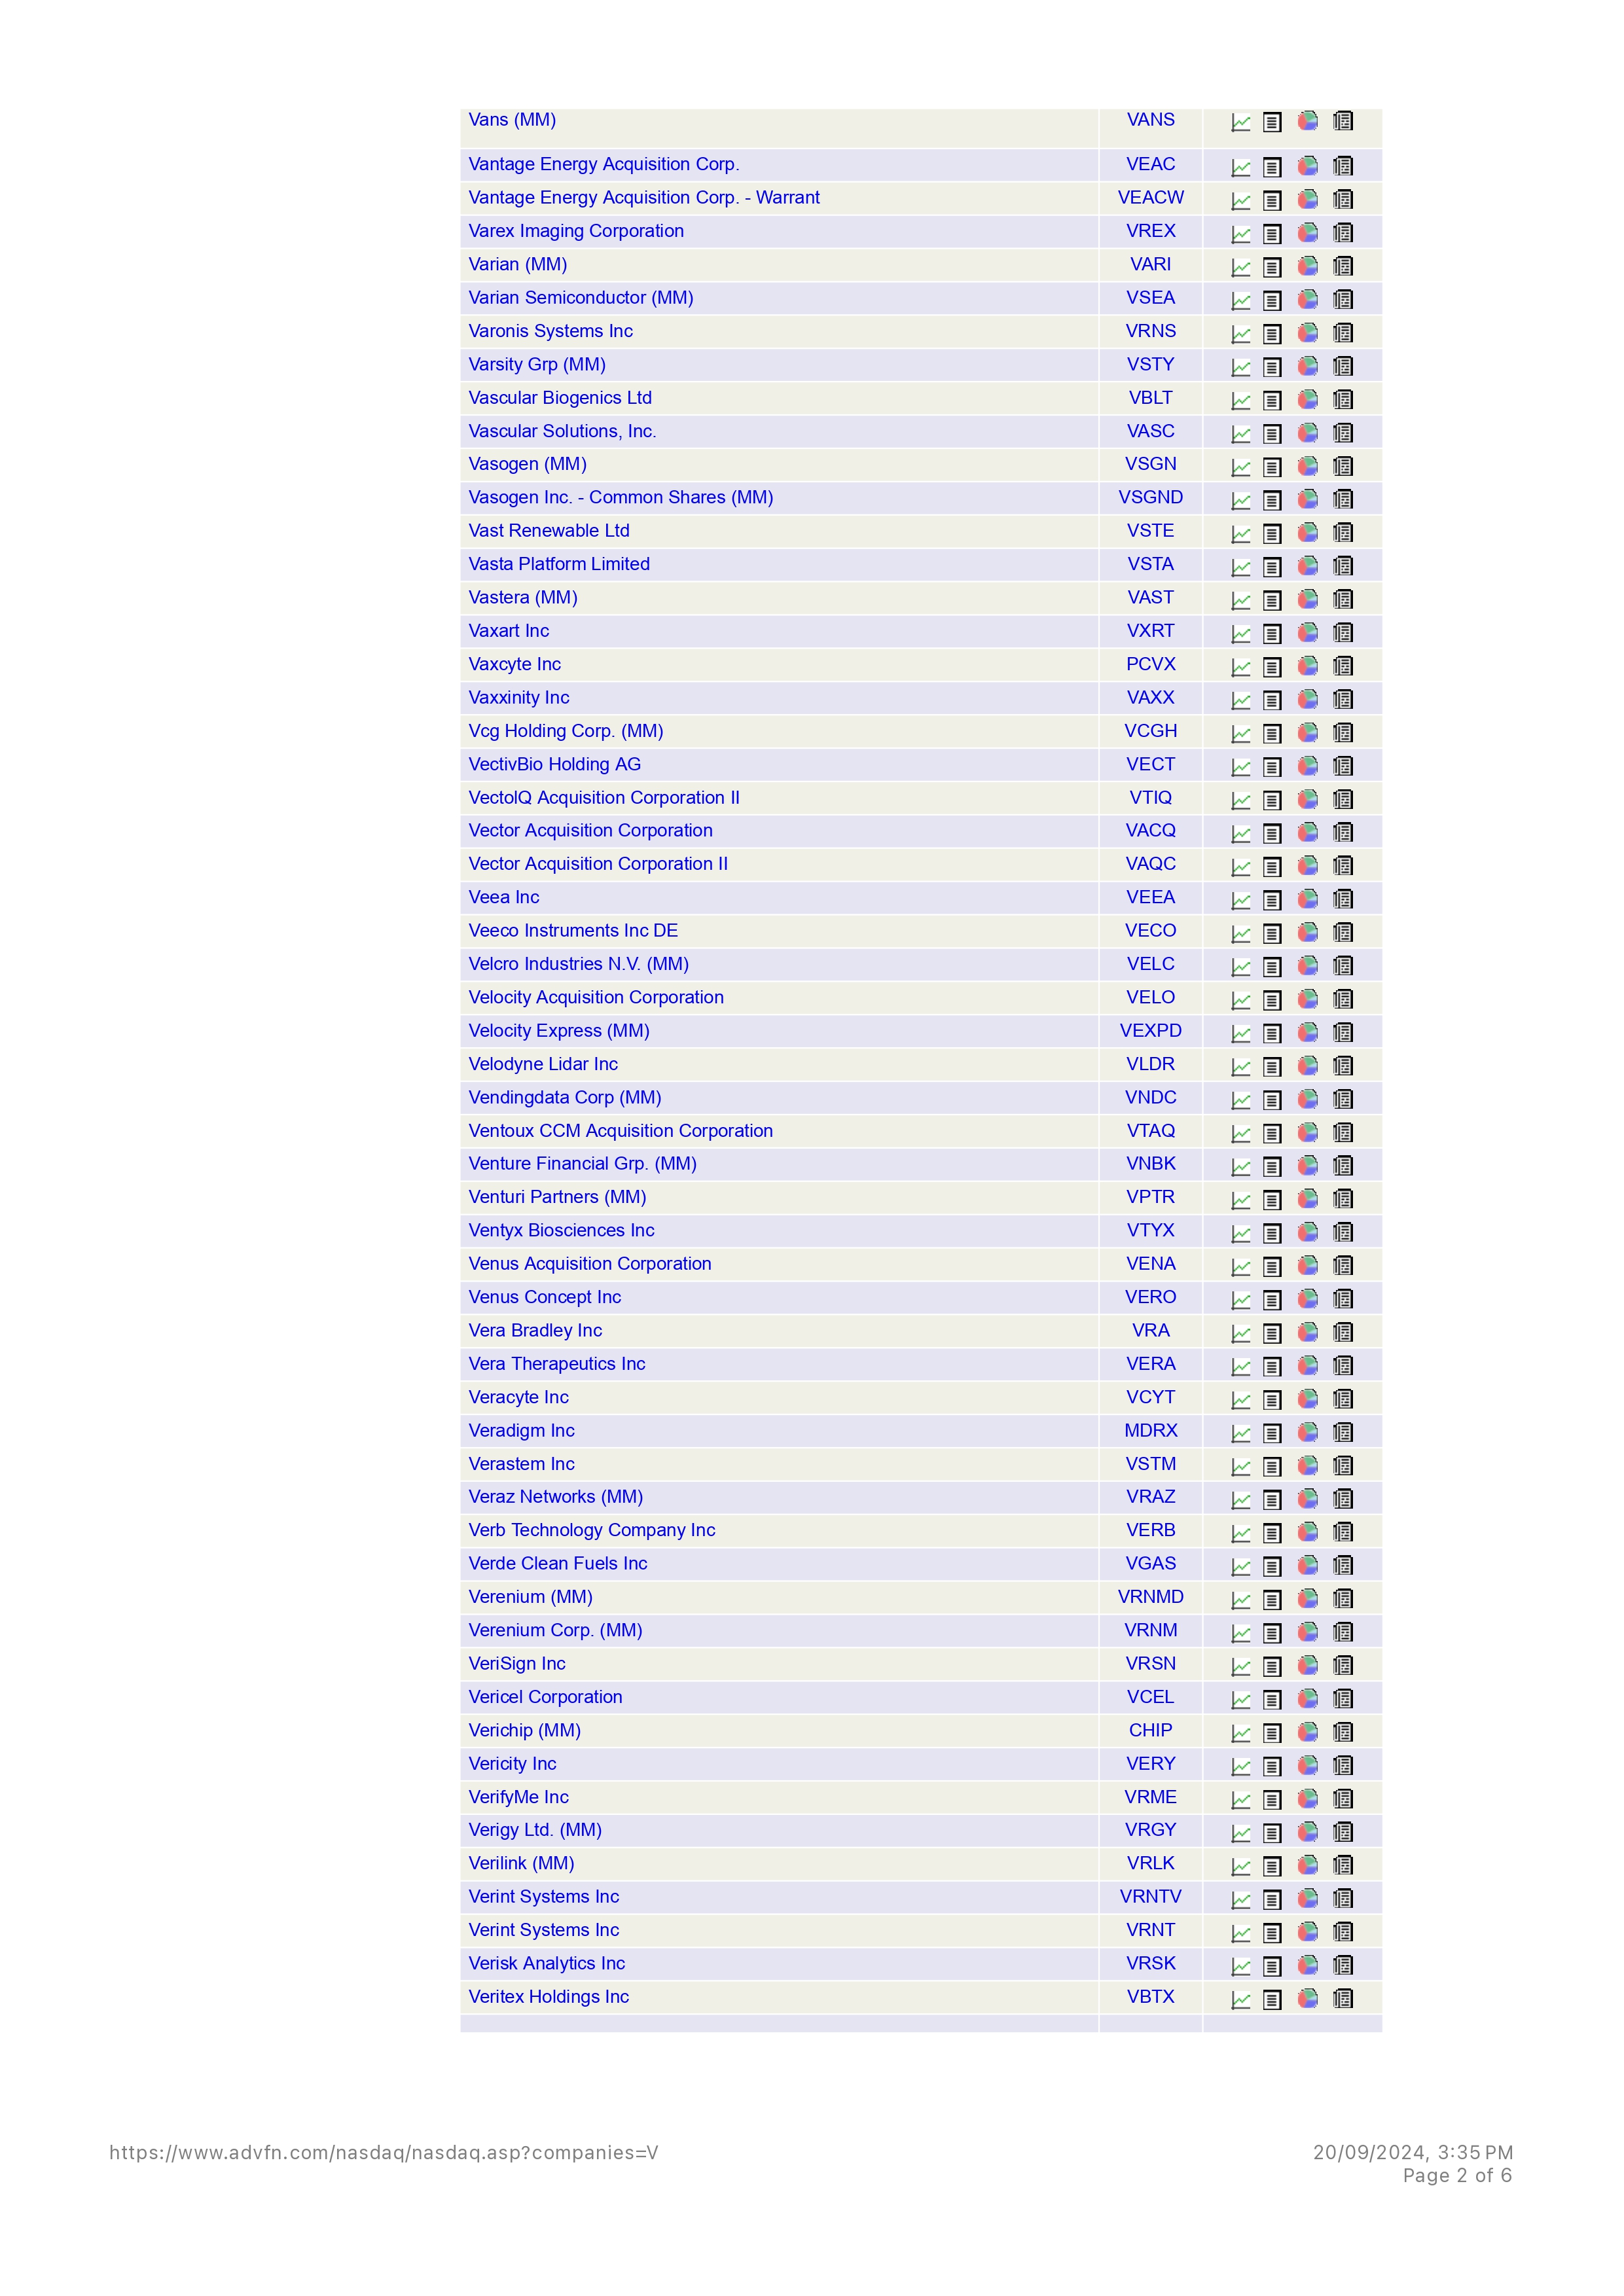 Vans (MM) VANS
Vantage Energy Acquisition Corp. VEAC
Vantage Energy Acquisition Corp. - Warrant VEACW
Varex Imaging Corporation VREX
Varian (MM) VARI
Varian Semiconductor (MM) VSEA
Varonis Systems Inc VRNS
Varsity Grp (MM) VSTY
Vascular Biogenics Ltd VBLT
Vascular Solutions, Inc. VASC
Vasogen (MM) VSGN
Vasogen Inc. - Common Shares (MM) VSGND
Vast Renewable Ltd VSTE
Vasta Platform Limited VSTA
Vastera (MM) VAST
Vaxart Inc VXRT
Vaxcyte Inc PCVX
Vaxxinity Inc VAXX
Vcg Holding Corp. (MM) VCGH
VectivBio Holding AG VECT
VectoIQ Acquisition Corporation II VTIQ
Vector Acquisition Corporation VACQ
Vector Acquisition Corporation II VAQC
Veea Inc VEEA
Veeco Instruments Inc DE VECO
Velcro Industries N.V. (MM) VELC
Velocity Acquisition Corporation VELO
Velocity Express (MM) VEXPD
Velodyne Lidar Inc VLDR
Vendingdata Corp (MM) VNDC
Ventoux CCM Acquisition Corporation VTAQ
Venture Financial Grp. (MM) VNBK
Venturi Partners (MM) VPTR
Ventyx Biosciences Inc VTYX
Venus Acquisition Corporation VENA
Venus Concept Inc VERO
Vera Bradley Inc VRA
Vera Therapeutics Inc VERA
Veracyte Inc VCYT
Veradigm Inc MDRX
Verastem Inc VSTM
Veraz Networks (MM) VRAZ
Verb Technology Company Inc VERB
Verde Clean Fuels Inc VGAS
Verenium (MM) VRNMD
Verenium Corp. (MM) VRNM
VeriSign Inc VRSN
Vericel Corporation VCEL
Verichip (MM) CHIP
Vericity Inc VERY
VerifyMe Inc VRME
Verigy Ltd. (MM) VRGY
Verilink (MM) VRLK
Verint Systems Inc VRNTV
Verint Systems Inc VRNT
Verisk Analytics Inc VRSK
Veritex Holdings Inc VBTX
https://www.advfn.com/nasdaq/nasdaq.asp?companies=V 20/09/2024, 3:35 PM
Page 2 of 6